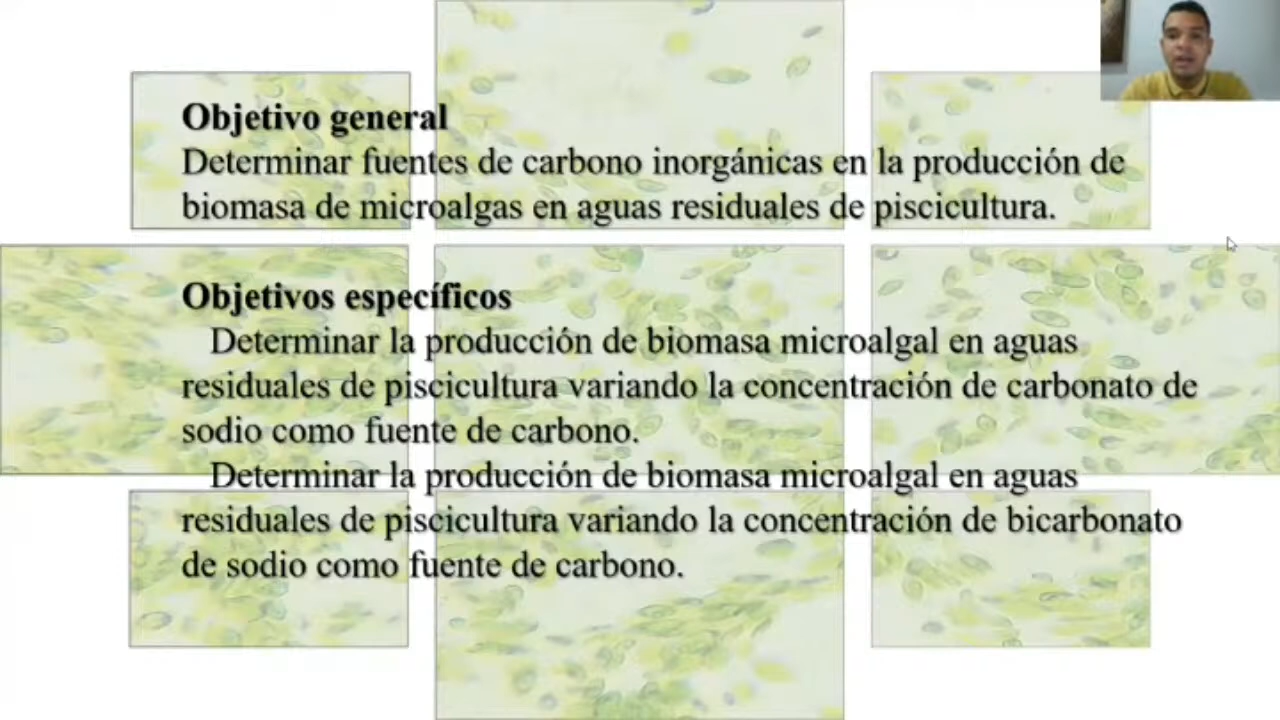 Objetivo general
Determinar fuentes de carbono inorgánicas en la producción de
biomasa de microalgas en aguas residuales de piscicultura.
Objetivos específicos
Determinar la producción de biomasa microalgal en aguas
residuales de piscicultura variando la concentración de carbonato de
sodio como fuente de carbono.
Determinar la producción de biomasa microalgal en aguas
residuales de piscicultura variando la concentración de bicarbonato
de sodio como fuente de carbono.